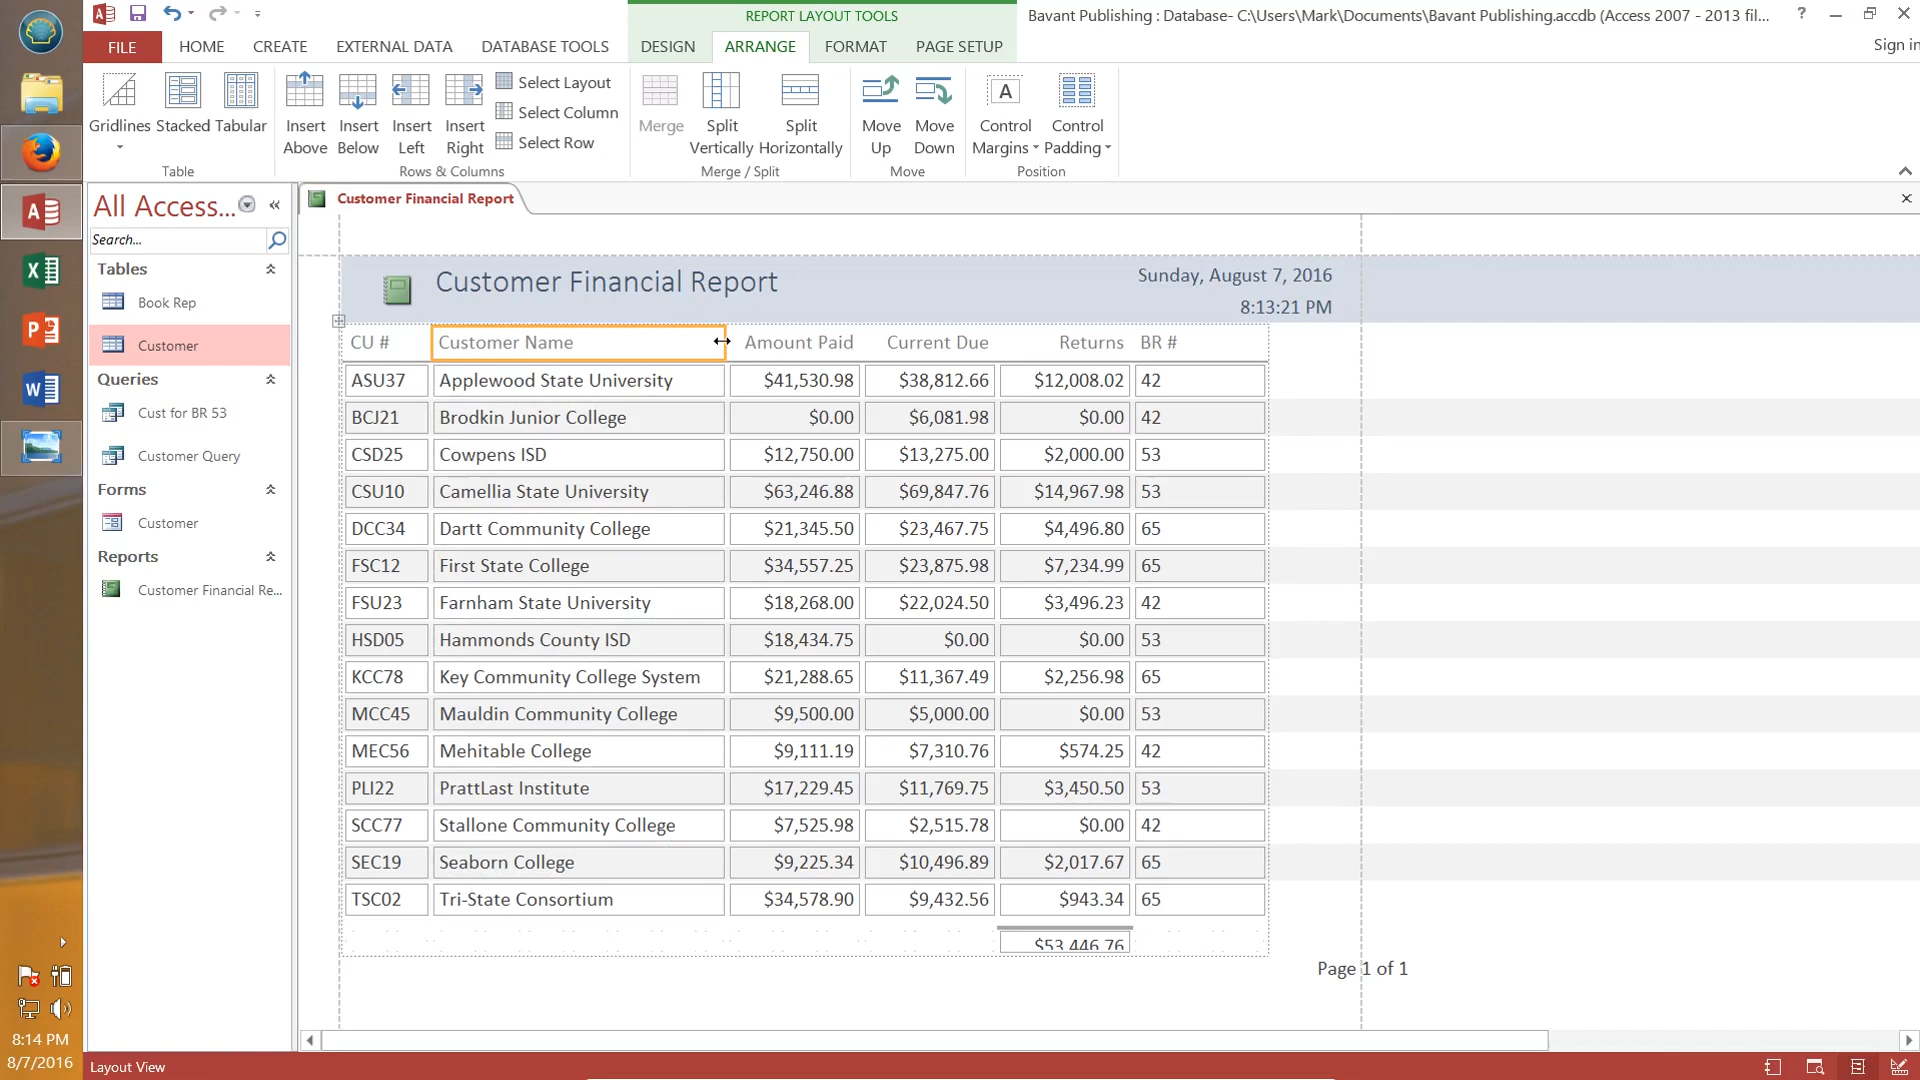 REPORT LAYOUT TOOLS
Bavant Publishing : Database- C:\Users\Mark\Documents\Bavant Publishing.accdb (Access 2007 - 2013 fil...
?
FILE HOME CREATE EXTERNAL DATA DATABASE TOOLS DESIGN ARRANGE FORMAT PAGE SETUP
Sign in
Gridlines Stacked Tabular
Insert Above
Insert Below
Insert Left
Insert Right
Select Layout
Select Column
Select Row
Merge
Split Vertically
Split Horizontally
Move Up
Move Down
Control Margins
Control Padding
Table
Rows & Columns
Merge / Split
Move
Position
All Access...
Search...
Tables
Book Rep
Customer
Queries
Cust for BR 53
Customer Query
Forms
Customer
Reports
Customer Financial Re...
Customer Financial Report
Customer Financial Report
Sunday, August 7, 2016
8:13:21 PM
CU # Customer Name Amount Paid Current Due Returns BR #
ASU37 Applewood State University $41,530.98 $38,812.66 $12,008.02 42
BCJ21 Brodkin Junior College $0.00 $6,081.98 $0.00 42
CSD25 Cowpens ISD $12,750.00 $13,275.00 $2,000.00 53
CSU10 Camellia State University $63,246.88 $69,847.76 $14,967.98 53
DCC34 Dartt Community College $21,345.50 $23,467.75 $4,496.80 65
FSC12 First State College $34,557.25 $23,875.98 $7,234.99 65
FSU23 Farnham State University $18,268.00 $22,024.50 $3,496.23 42
HSD05 Hammonds County ISD $18,434.75 $0.00 $0.00 53
KCC78 Key Community College System $21,288.65 $11,367.49 $2,256.98 65
MCC45 Mauldin Community College $9,500.00 $5,000.00 $0.00 53
MEC56 Mehitable College $9,111.19 $7,310.76 $574.25 42
PLI22 PrattLast Institute $17,229.45 $11,769.75 $3,450.50 53
SCC77 Stallone Community College $7,525.98 $2,515.78 $0.00 42
SEC19 Seaborn College $9,225.34 $10,496.89 $2,017.67 65
TSC02 Tri-State Consortium $34,578.90 $9,432.56 $943.34 65
$53,446.76
Page 1 of 1
8:14 PM
8/7/2016
Layout View